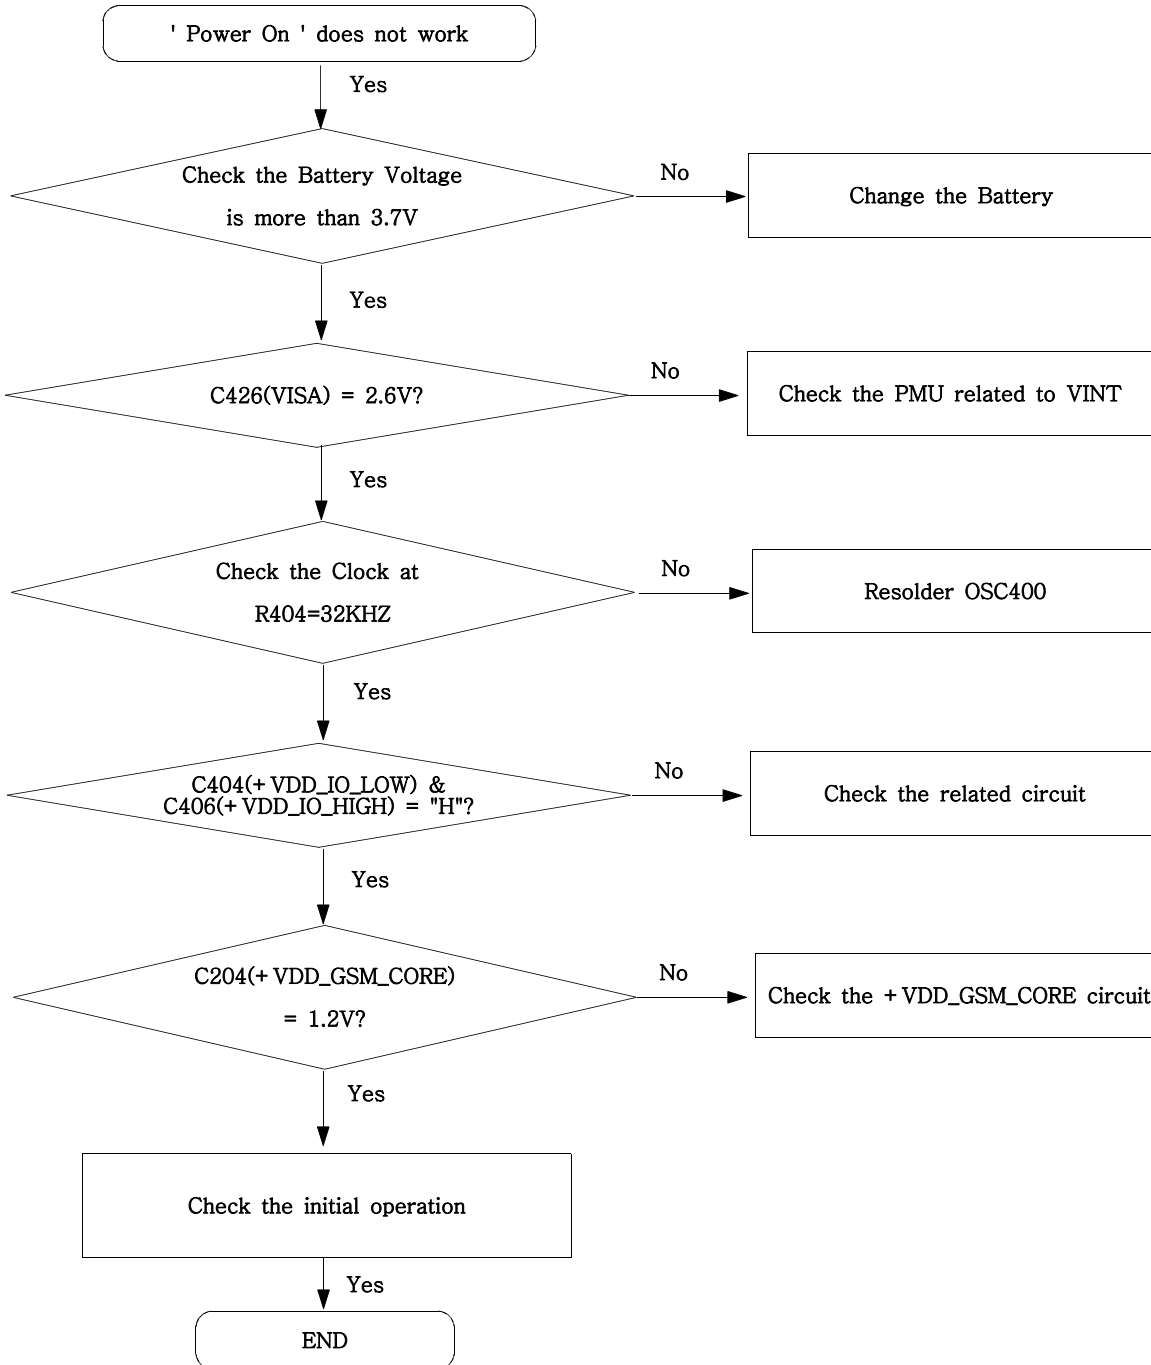 ' Power On ' does not work
Yes
Check the Battery Voltage
is more than 3.7V
No
Change the Battery
Yes
C426(VISA) = 2.6V?
No
Check the PMU related to VINT
Yes
Check the Clock at
R404=32KHZ
No
Resolder OSC400
Yes
C404(+VDD_IO_LOW) &
C406(+VDD_IO_HIGH) = "H"?
No
Check the related circuit
Yes
C204(+VDD_GSM_CORE)
= 1.2V?
No
Check the +VDD_GSM_CORE circuit
Yes
Check the initial operation
Yes
END